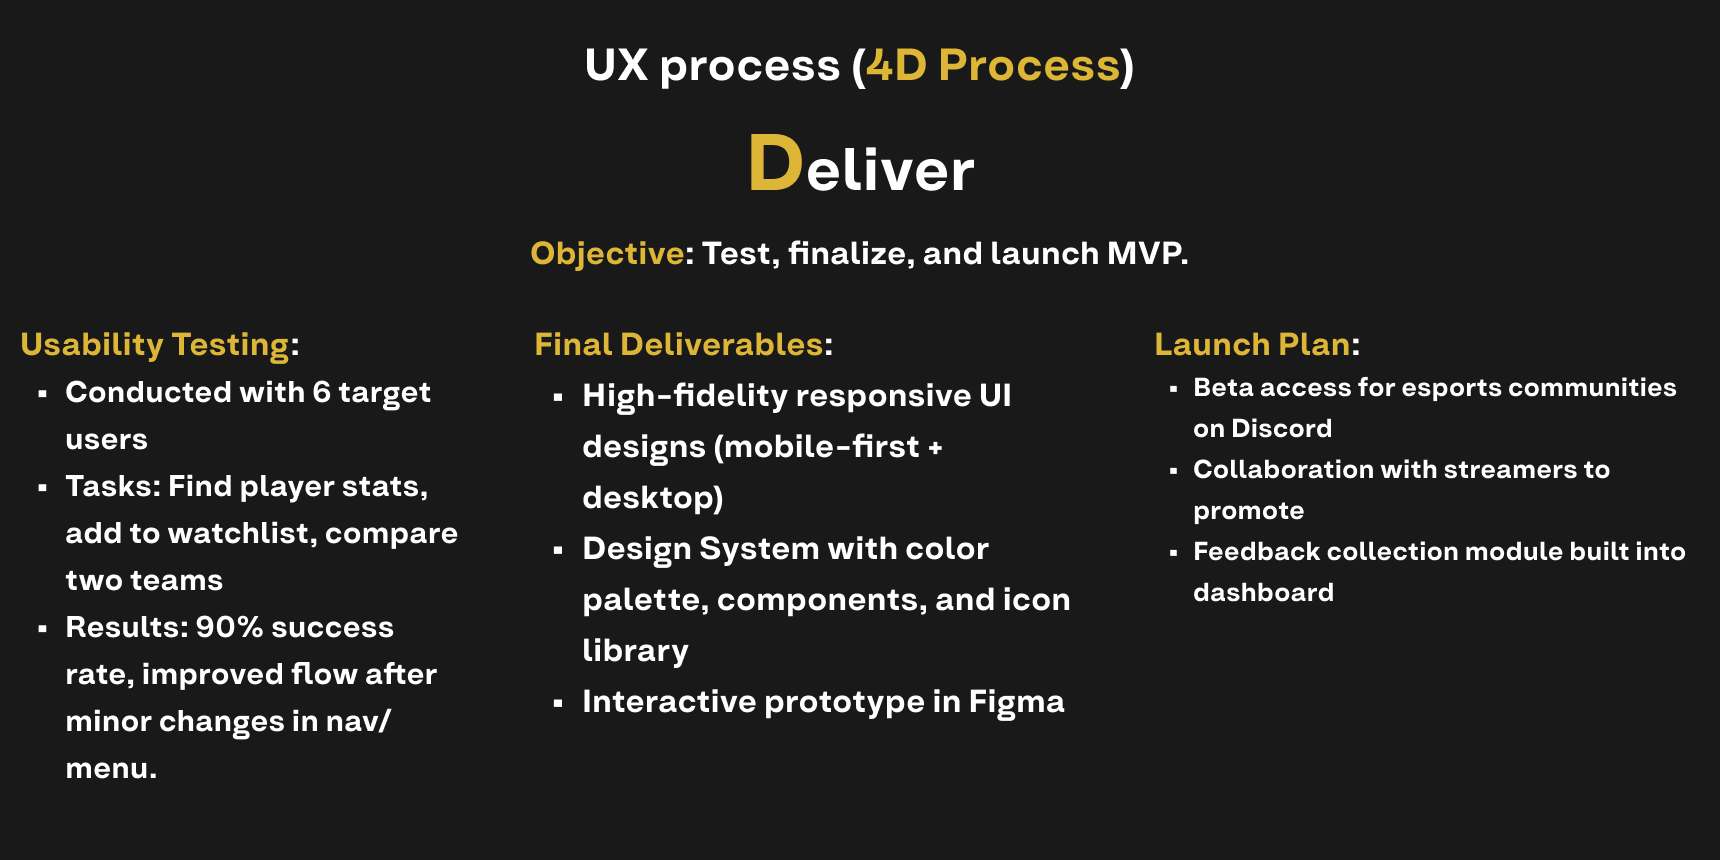 UX process (4D Process)
Deliver
Objective: Test, finalize, and launch MVP.
Usability Testing:
▪ Conducted with 6 target
users
▪ Tasks: Find player stats,
add to watchlist, compare
two teams
▪ Results: 90% success
rate, improved flow after
minor changes in nav/
menu.
Final Deliverables:
▪ High-fidelity responsive UI
designs (mobile-first +
desktop)
▪ Design System with color
palette, components, and icon
library
▪ Interactive prototype in Figma
Launch Plan:
▪ Beta access for esports communities
on Discord
▪ Collaboration with streamers to
promote
▪ Feedback collection module built into
dashboard